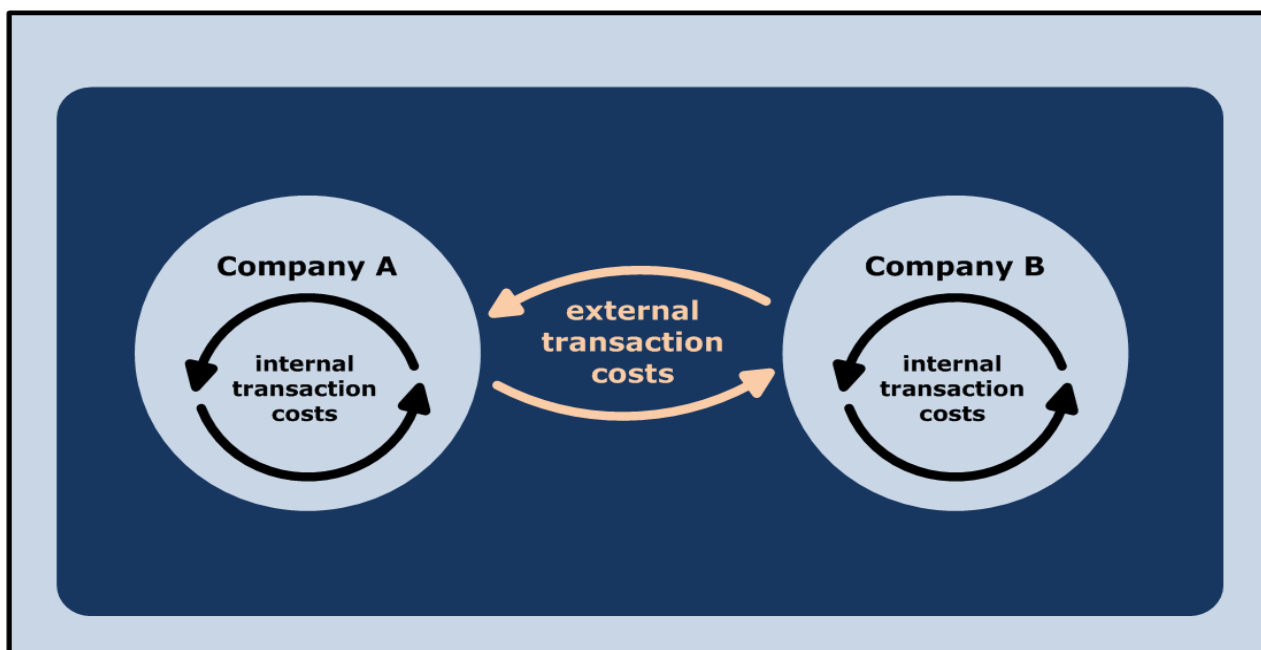 Company A
internal
transaction
costs
external
transaction
costs
Company B
internal
transaction
costs